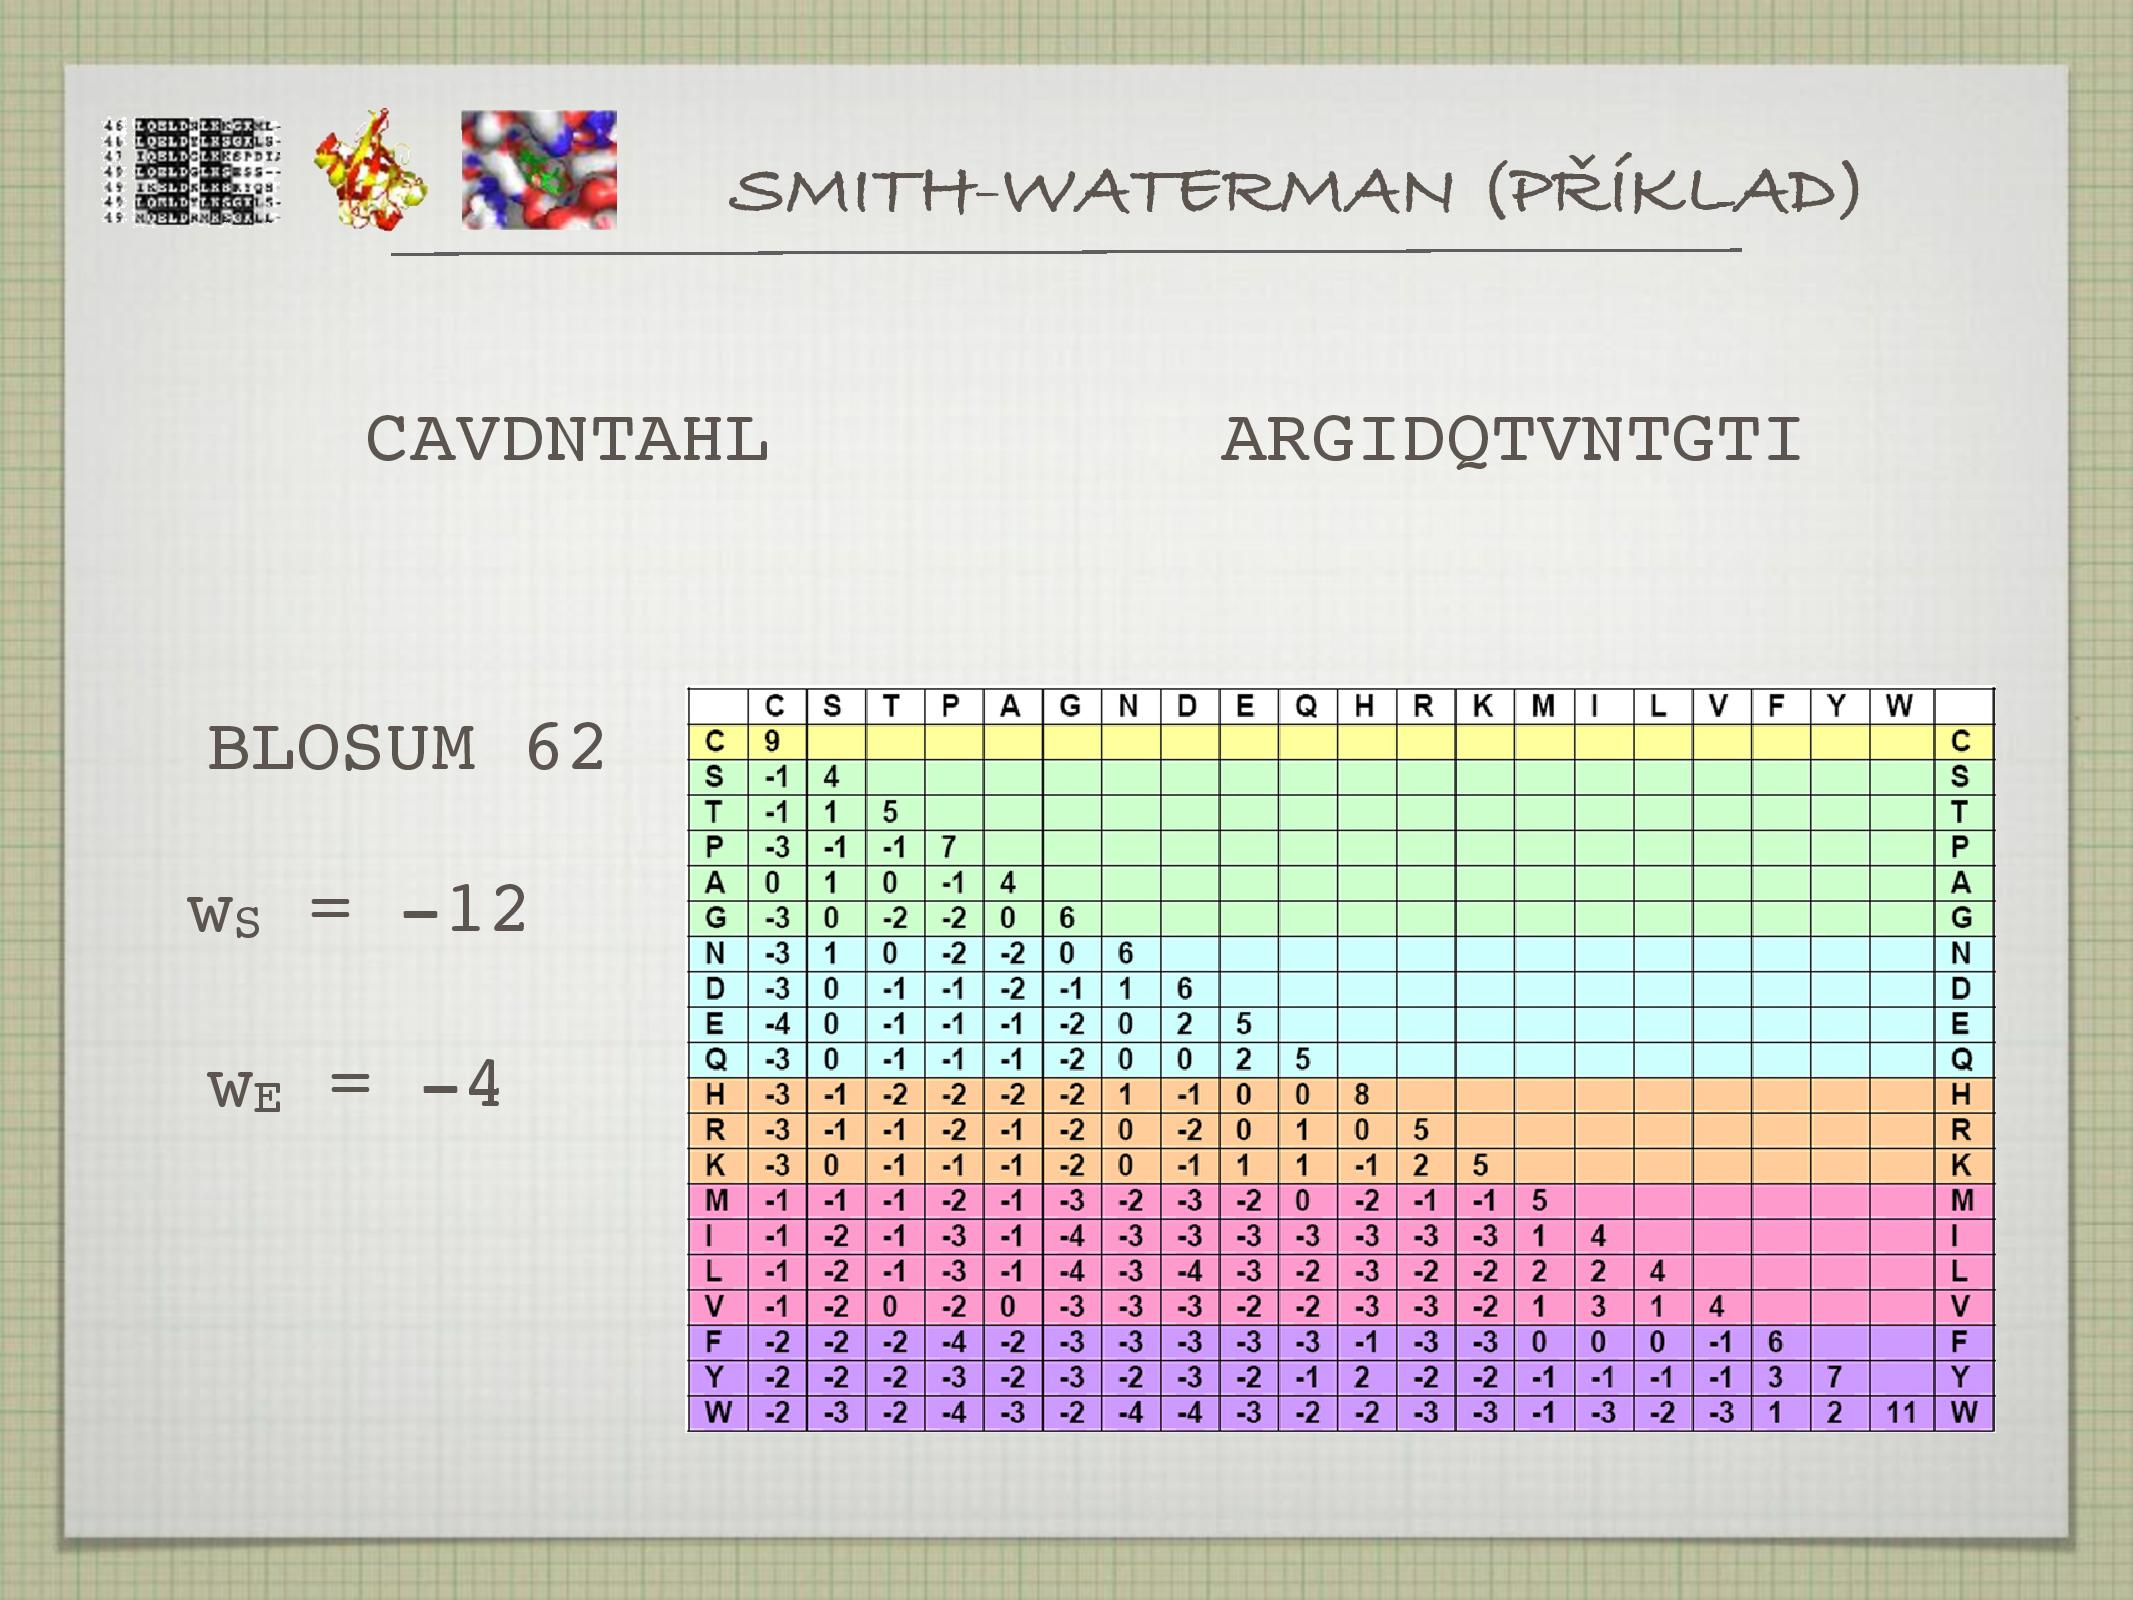 SMITH-WATERMAN (PŘÍKLAD)
CAVDNTAHL ARGIDQTVNTGTI
BLOSUM 62
wS = -12
wE = -4
C S T P A G N D E Q H R K M I L V F Y W
C 9 C
S -1 4 S
T -1 1 5 T
P -3 -1 -1 7 P
A 0 1 0 -1 4 A
G -3 0 -2 -2 0 6 G
N -3 1 0 -2 -2 0 6 N
D -3 0 -1 -1 -2 -1 1 6 D
E -4 0 -1 -1 -1 -2 0 2 5 E
Q -3 0 -1 -1 -1 -2 0 0 2 5 Q
H -3 -1 -2 -2 -2 -2 1 -1 0 0 8 H
R -3 -1 -1 -2 -1 -2 0 -2 0 1 0 5 R
K -3 0 -1 -1 -1 -2 0 -1 1 1 -1 2 5 K
M -1 -1 -1 -2 -1 -3 -2 -3 -2 0 -2 -1 -1 5 M
I -1 -2 -1 -3 -1 -4 -3 -3 -3 -3 -3 -3 -3 1 4 I
L -1 -2 -1 -3 -1 -4 -3 -4 -3 -2 -3 -2 -2 2 2 4 L
V -1 -2 0 -2 0 -3 -3 -3 -2 -2 -3 -3 -2 1 3 1 4 V
F -2 -2 -2 -4 -2 -3 -3 -3 -3 -3 -1 -3 -3 0 0 0 -1 6 F
Y -2 -2 -2 -3 -2 -3 -2 -3 -2 -1 2 -2 -2 -1 -1 -1 -1 3 7 Y
W -2 -3 -2 -4 -3 -2 -4 -4 -3 -2 -2 -3 -3 -1 -3 -2 -3 1 2 11 W